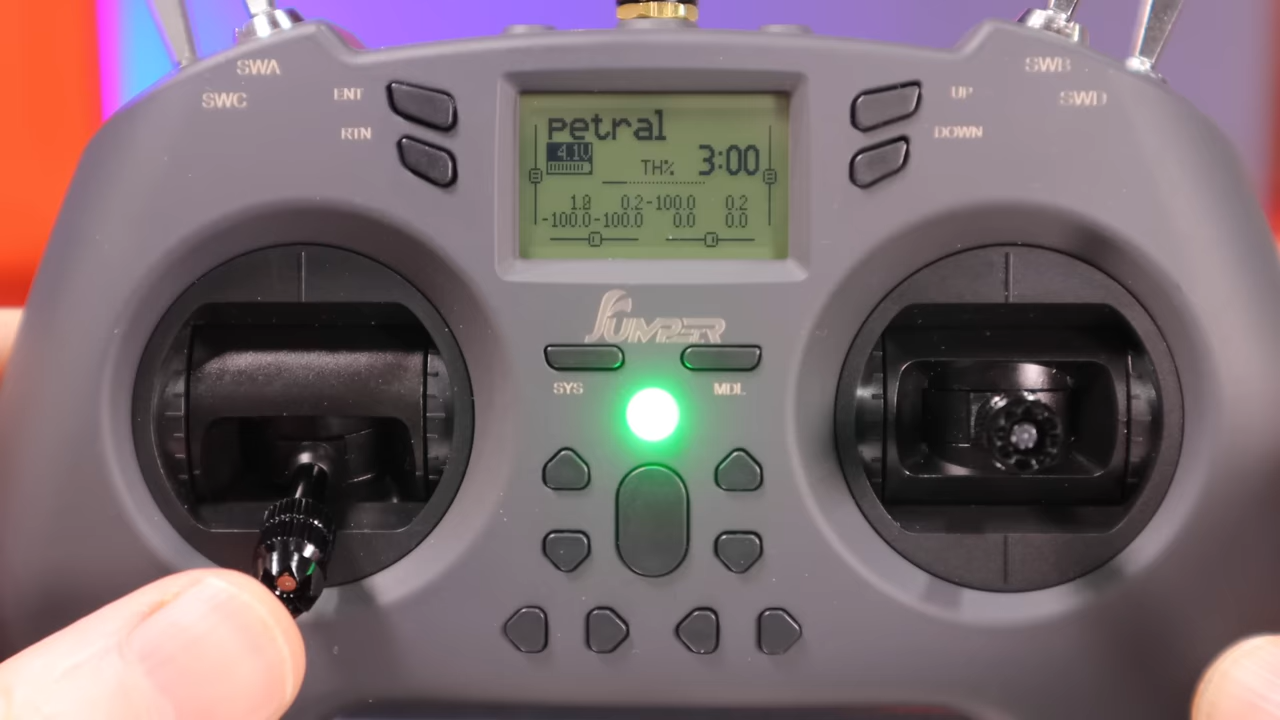 SWA
SWC
ENT
RTN
SWB
SWD
UP
DOWN
petral
4.1V
TH%
3:00
1.0 0.2 -100.0 0.2
-100.0 -100.0 0.0 0.0
JUMPER
SYS
MDL